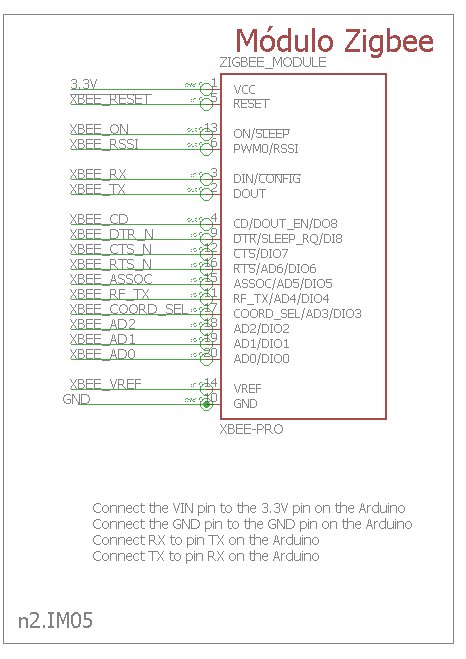 Módulo Zigbee
ZIGBEE_MODULE
3.3V 1 VCC
XBEE_RESET 5 RESET
XBEE_ON 13 ON/SLEEP
XBEE_RSSI 6 PWM0/RSSI
XBEE_RX 3 DIN/CONFIG
XBEE_TX 2 DOUT
XBEE_CD 4 CD/DOUT_EN/DO8
XBEE_DTR_N 9 DTR/SLEEP_RQ/DI8
XBEE_CTS_N 12 CTS/DIO7
XBEE_RTS_N 16 RTS/AD6/DIO6
XBEE_ASSOC 15 ASSOC/AD5/DIO5
XBEE_RF_TX 11 RF_TX/AD4/DIO4
XBEE_COORD_SEL 17 COORD_SEL/AD3/DIO3
XBEE_AD2 18 AD2/DIO2
XBEE_AD1 19 AD1/DIO1
XBEE_AD0 20 AD0/DIO0
XBEE_VREF 14 VREF
GND 10 GND
XBEE-PRO
Connect the VIN pin to the 3.3V pin on the Arduino
Connect the GND pin to the GND pin on the Arduino
Connect RX to pin TX on the Arduino
Connect TX to pin RX on the Arduino
n2.IM05